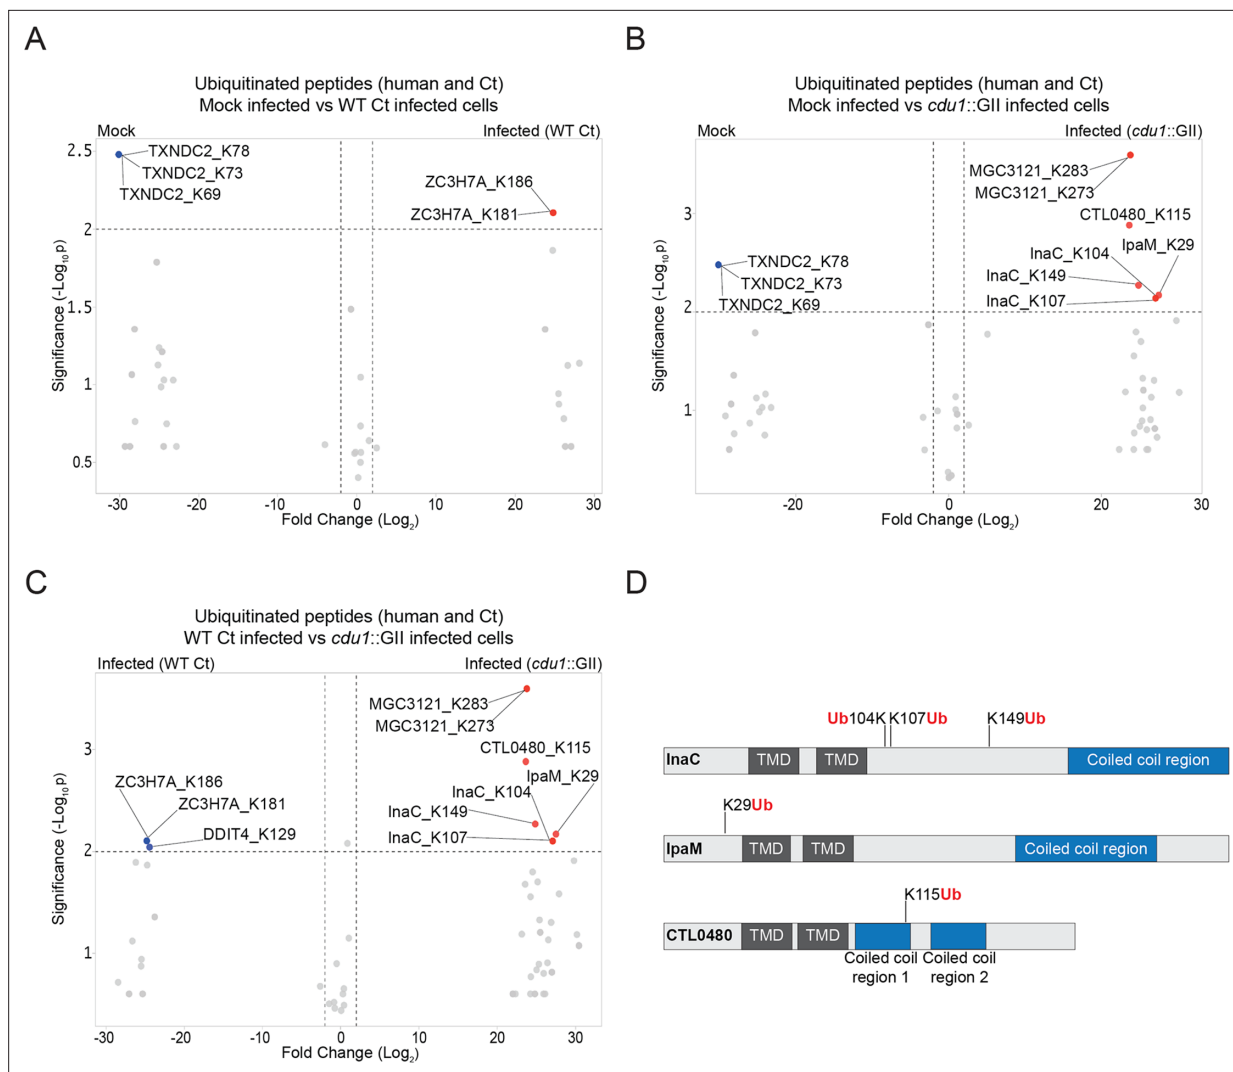 A
Ubiquitinated peptides (human and Ct)
Mock infected vs WT Ct infected cells
Mock
Infected (WT Ct)
2.5
2
1.5
1
0.5
Significance (-Log10 p)
TXNDC2_K78
TXNDC2_K73
TXNDC2_K69
ZC3H7A_K186
ZC3H7A_K181
-30
-20
-10
0
10
20
30
Fold Change (Log2)
B
Ubiquitinated peptides (human and Ct)
Mock infected vs cdu1::GII infected cells
Mock
Infected (cdu1::GII)
3
2
1
Significance (-Log10 p)
MGC3121_K283
MGC3121_K273
CTL0480_K115
InaC_K104
IpaM_K29
InaC_K149
InaC_K107
TXNDC2_K78
TXNDC2_K73
TXNDC2_K69
-20
0
20
30
Fold Change (Log2)
C
Ubiquitinated peptides (human and Ct)
WT Ct infected vs cdu1::GII infected cells
Infected (WT Ct)
Infected (cdu1::GII)
3
2
1
Significance (-Log10 p)
MGC3121_K283
MGC3121_K273
CTL0480_K115
IpaM_K29
InaC_K104
InaC_K149
InaC_K107
ZC3H7A_K186
ZC3H7A_K181
DDIT4_K129
-30
-20
-10
0
10
20
30
Fold Change (Log2)
D
Ub104K K107Ub K149Ub
InaC TMD TMD Coiled coil region
K29Ub
IpaM TMD TMD Coiled coil region
K115Ub
CTL0480 TMD TMD
Coiled coil region 1
Coiled coil region 2